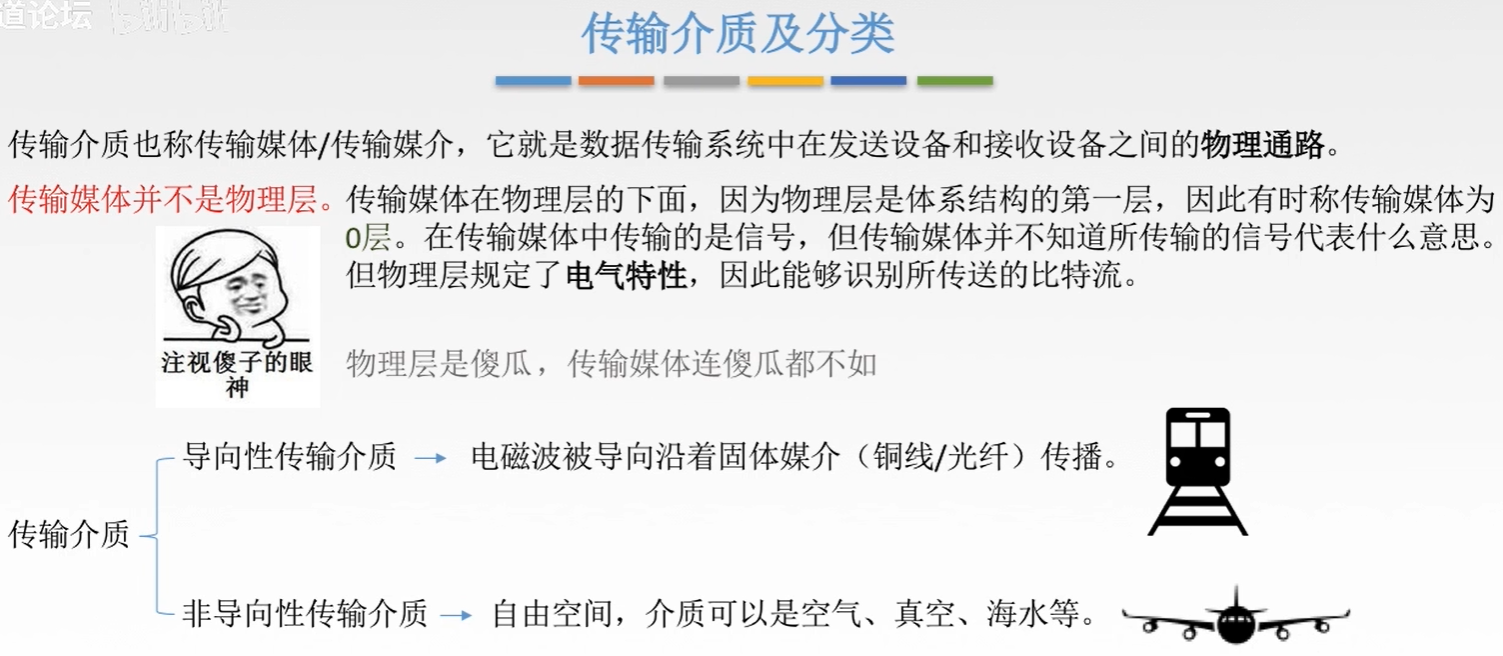 道论坛 bilibili
传输介质及分类
传输介质也称传输媒体/传输媒介，它就是数据传输系统中在发送设备和接收设备之间的物理通路。
传输媒体并不是物理层。传输媒体在物理层的下面，因为物理层是体系结构的第一层，因此有时称传输媒体为
0层。在传输媒体中传输的是信号，但传输媒体并不知道所传输的信号代表什么意思。
但物理层规定了电气特性，因此能够识别所传送的比特流。
注视傻子的眼
神
物理层是傻瓜，传输媒体连傻瓜都不如
导向性传输介质 → 电磁波被导向沿着固体媒介（铜线/光纤）传播。
传输介质
非导向性传输介质 → 自由空间，介质可以是空气、真空、海水等。